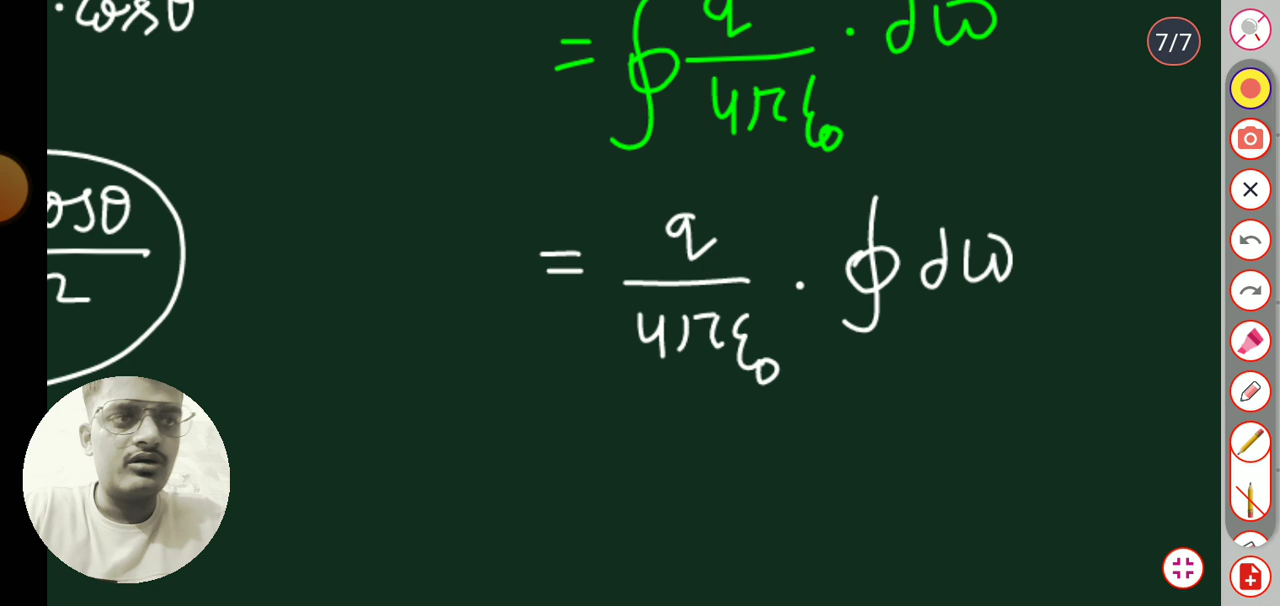 . cosθ
= ∮ q/4πε₀ . dω
osθ
2
= q/4πε₀ . ∮ dω
7/7